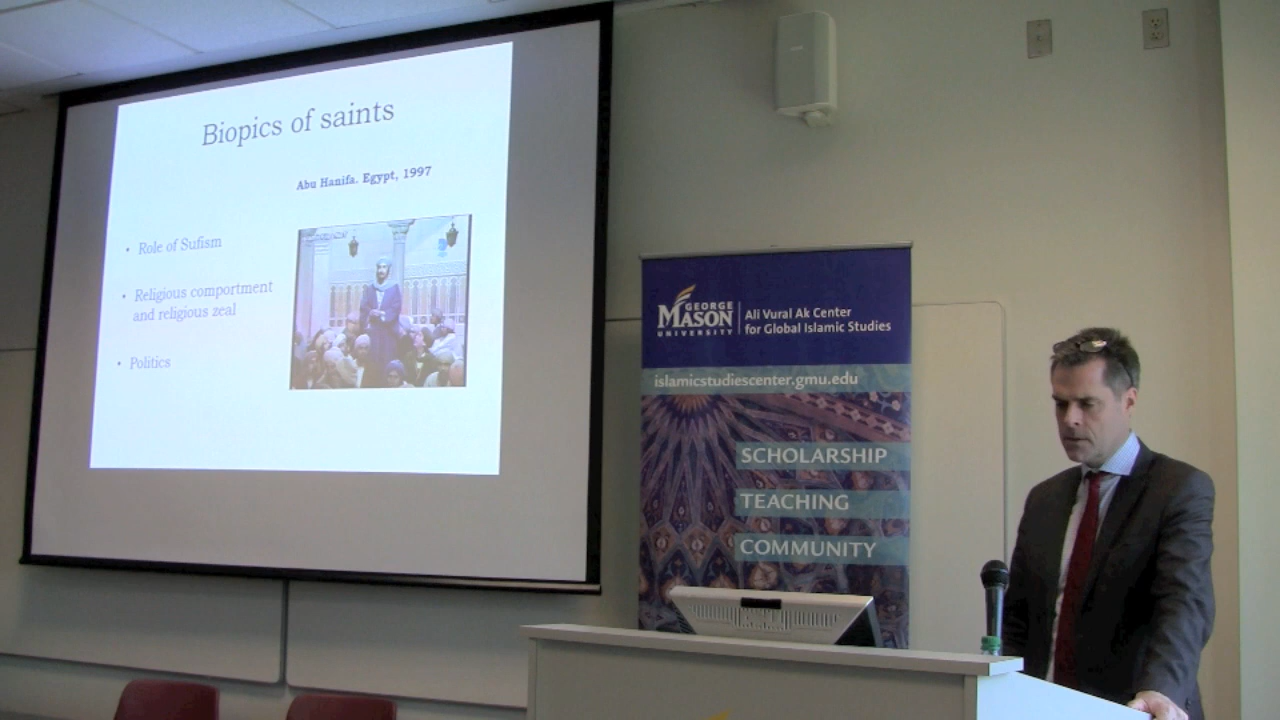 Biopics of saints
Abu Hanifa. Egypt, 1997
• Role of Sufism
• Religious comportment
and religious zeal
• Politics
GEORGE
MASON
UNIVERSITY
Ali Vural Ak Center
for Global Islamic Studies
islamicstudiescenter.gmu.edu
SCHOLARSHIP
TEACHING
COMMUNITY